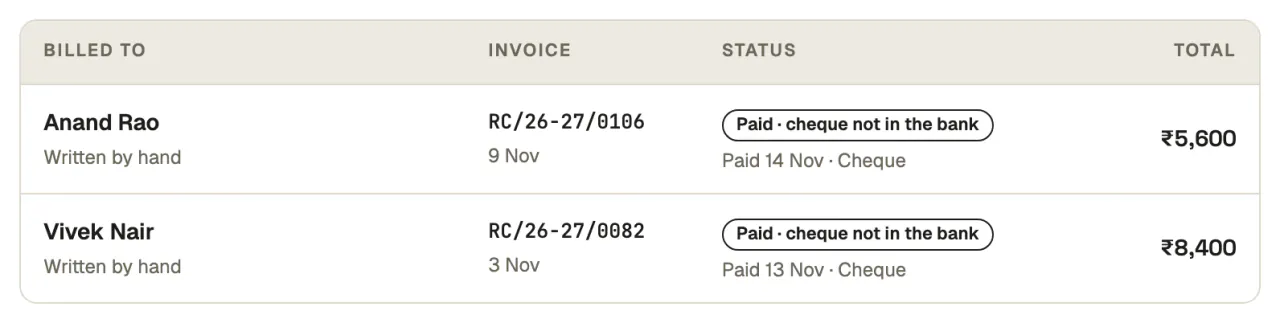 BILLED TO INVOICE STATUS TOTAL
Anand Rao RC/26-27/0106 Paid · cheque not in the bank ₹5,600
Written by hand 9 Nov Paid 14 Nov · Cheque
Vivek Nair RC/26-27/0082 Paid · cheque not in the bank ₹8,400
Written by hand 3 Nov Paid 13 Nov · Cheque